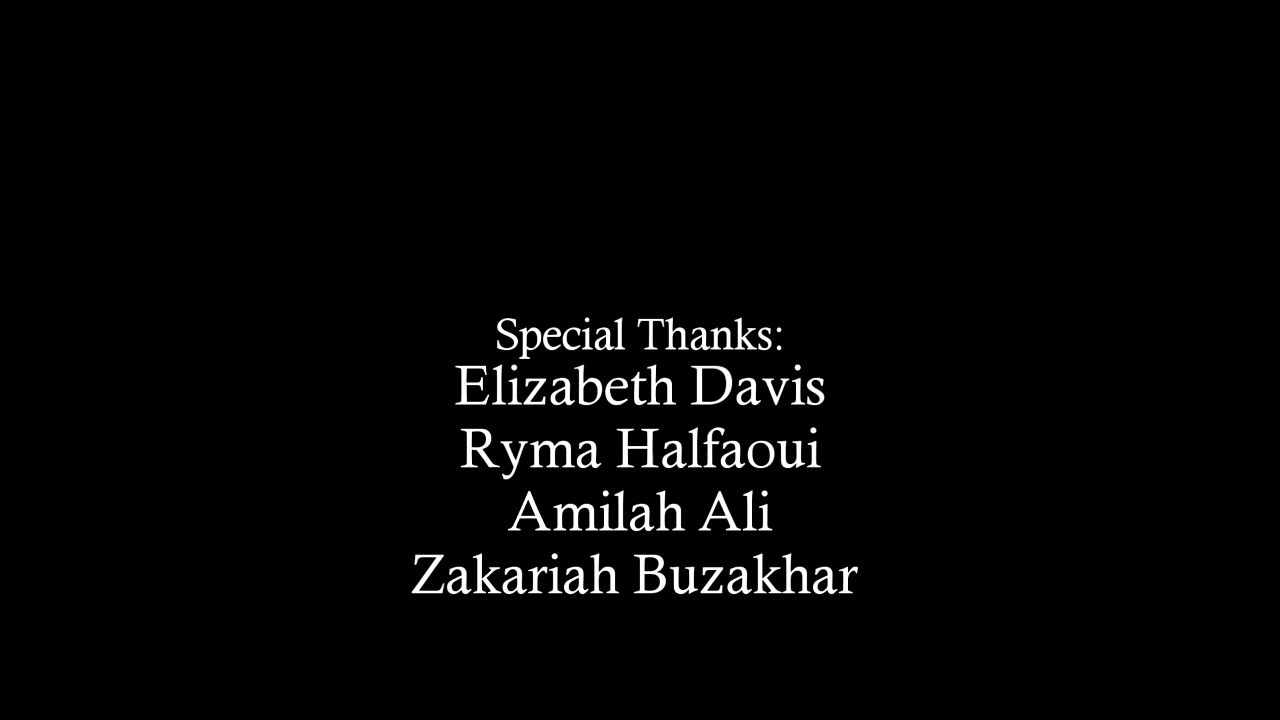 Special Thanks:
Elizabeth Davis
Ryma Halfaoui
Amilah Ali
Zakariah Buzakhar